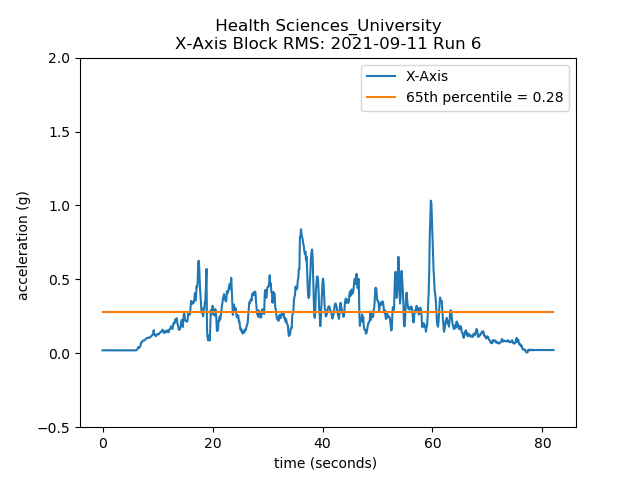 Health Sciences_University
X-Axis Block RMS: 2021-09-11 Run 6
X-Axis
65th percentile = 0.28
acceleration (g)
2.0
1.5
1.0
0.5
0.0
−0.5
0 20 40 60 80
time (seconds)